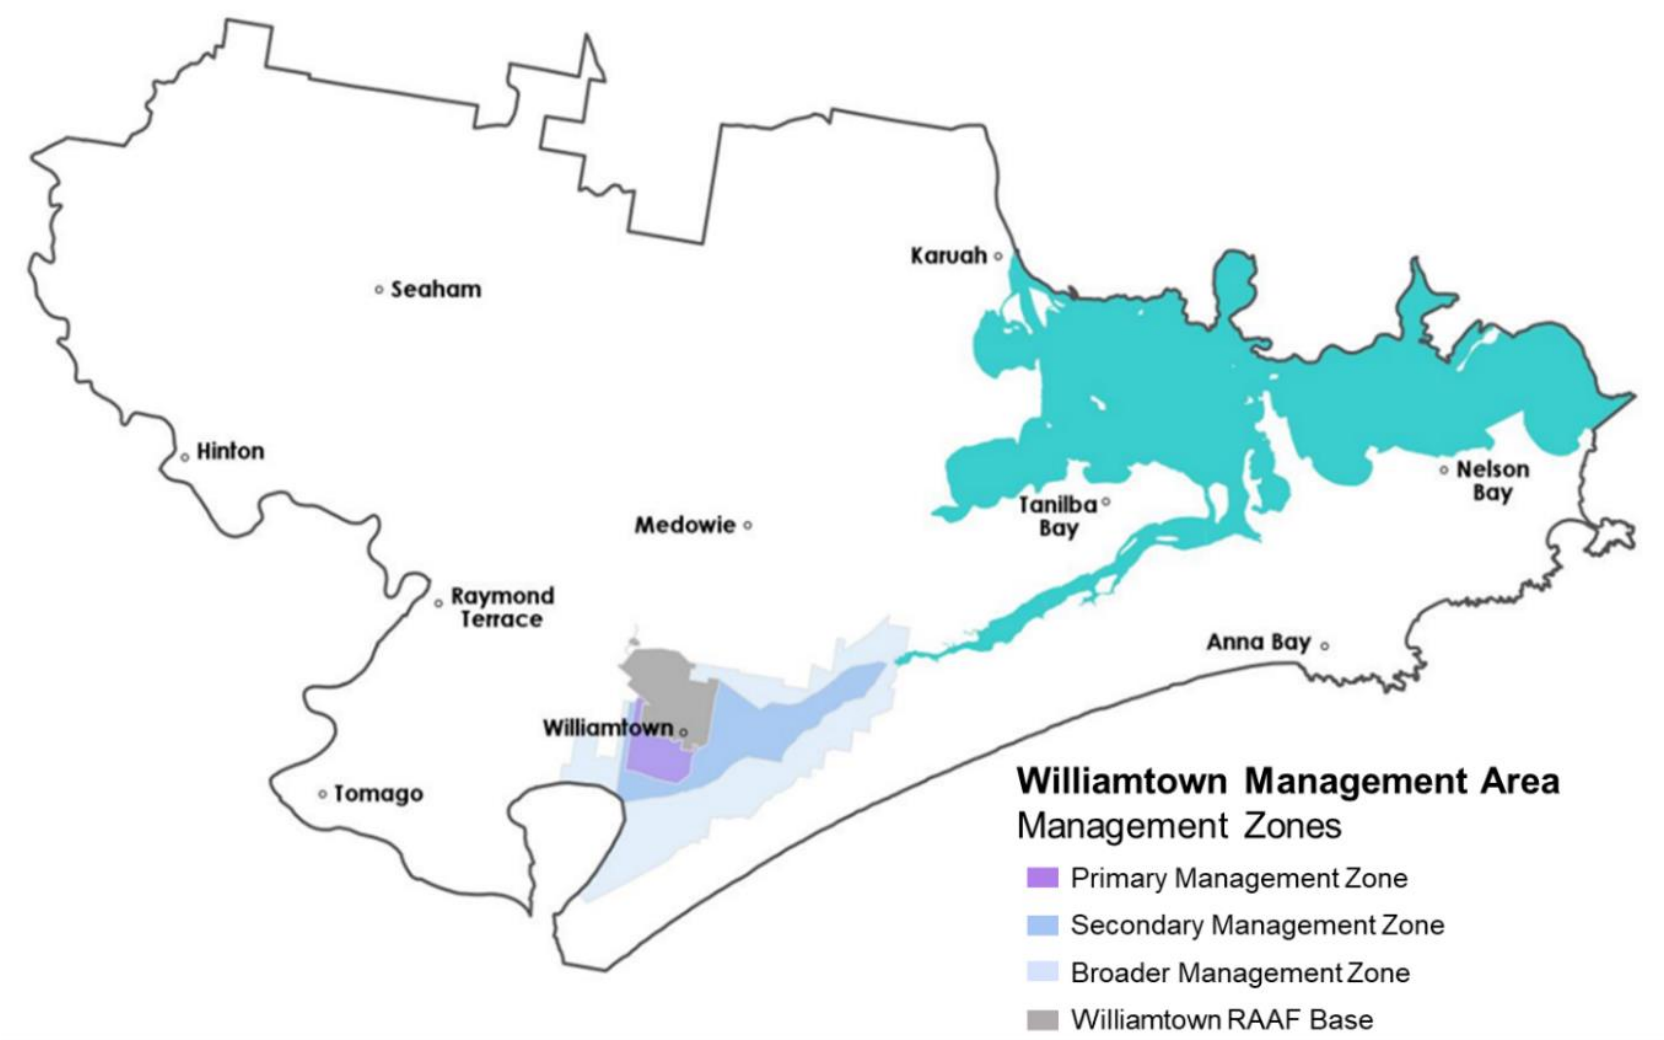 Karuah
Seaham
Hinton
Nelson
Bay
Tanilba
Bay
Medowie
Raymond
Terrace
Anna Bay
Williamtown
Tomago
Williamtown Management Area
Management Zones
Primary Management Zone
Secondary Management Zone
Broader Management Zone
Williamtown RAAF Base